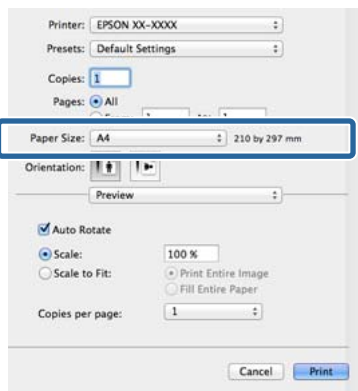 Printer: EPSON XX-XXXX
Presets: Default Settings
Copies: 1
Pages: All
Paper Size: A4 210 by 297 mm
Orientation:
Preview
Auto Rotate
Scale: 100 %
Scale to Fit: Print Entire Image
Fill Entire Paper
Copies per page: 1
Cancel Print